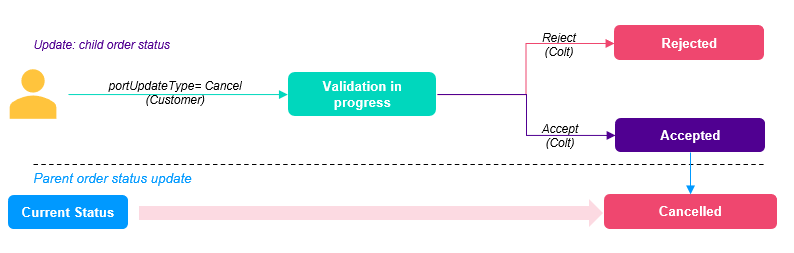 Update: child order status
portUpdateType= Cancel
(Customer)
Validation in
progress
Reject
(Colt)
Rejected
Accept
(Colt)
Accepted
Parent order status update
Current Status
Cancelled